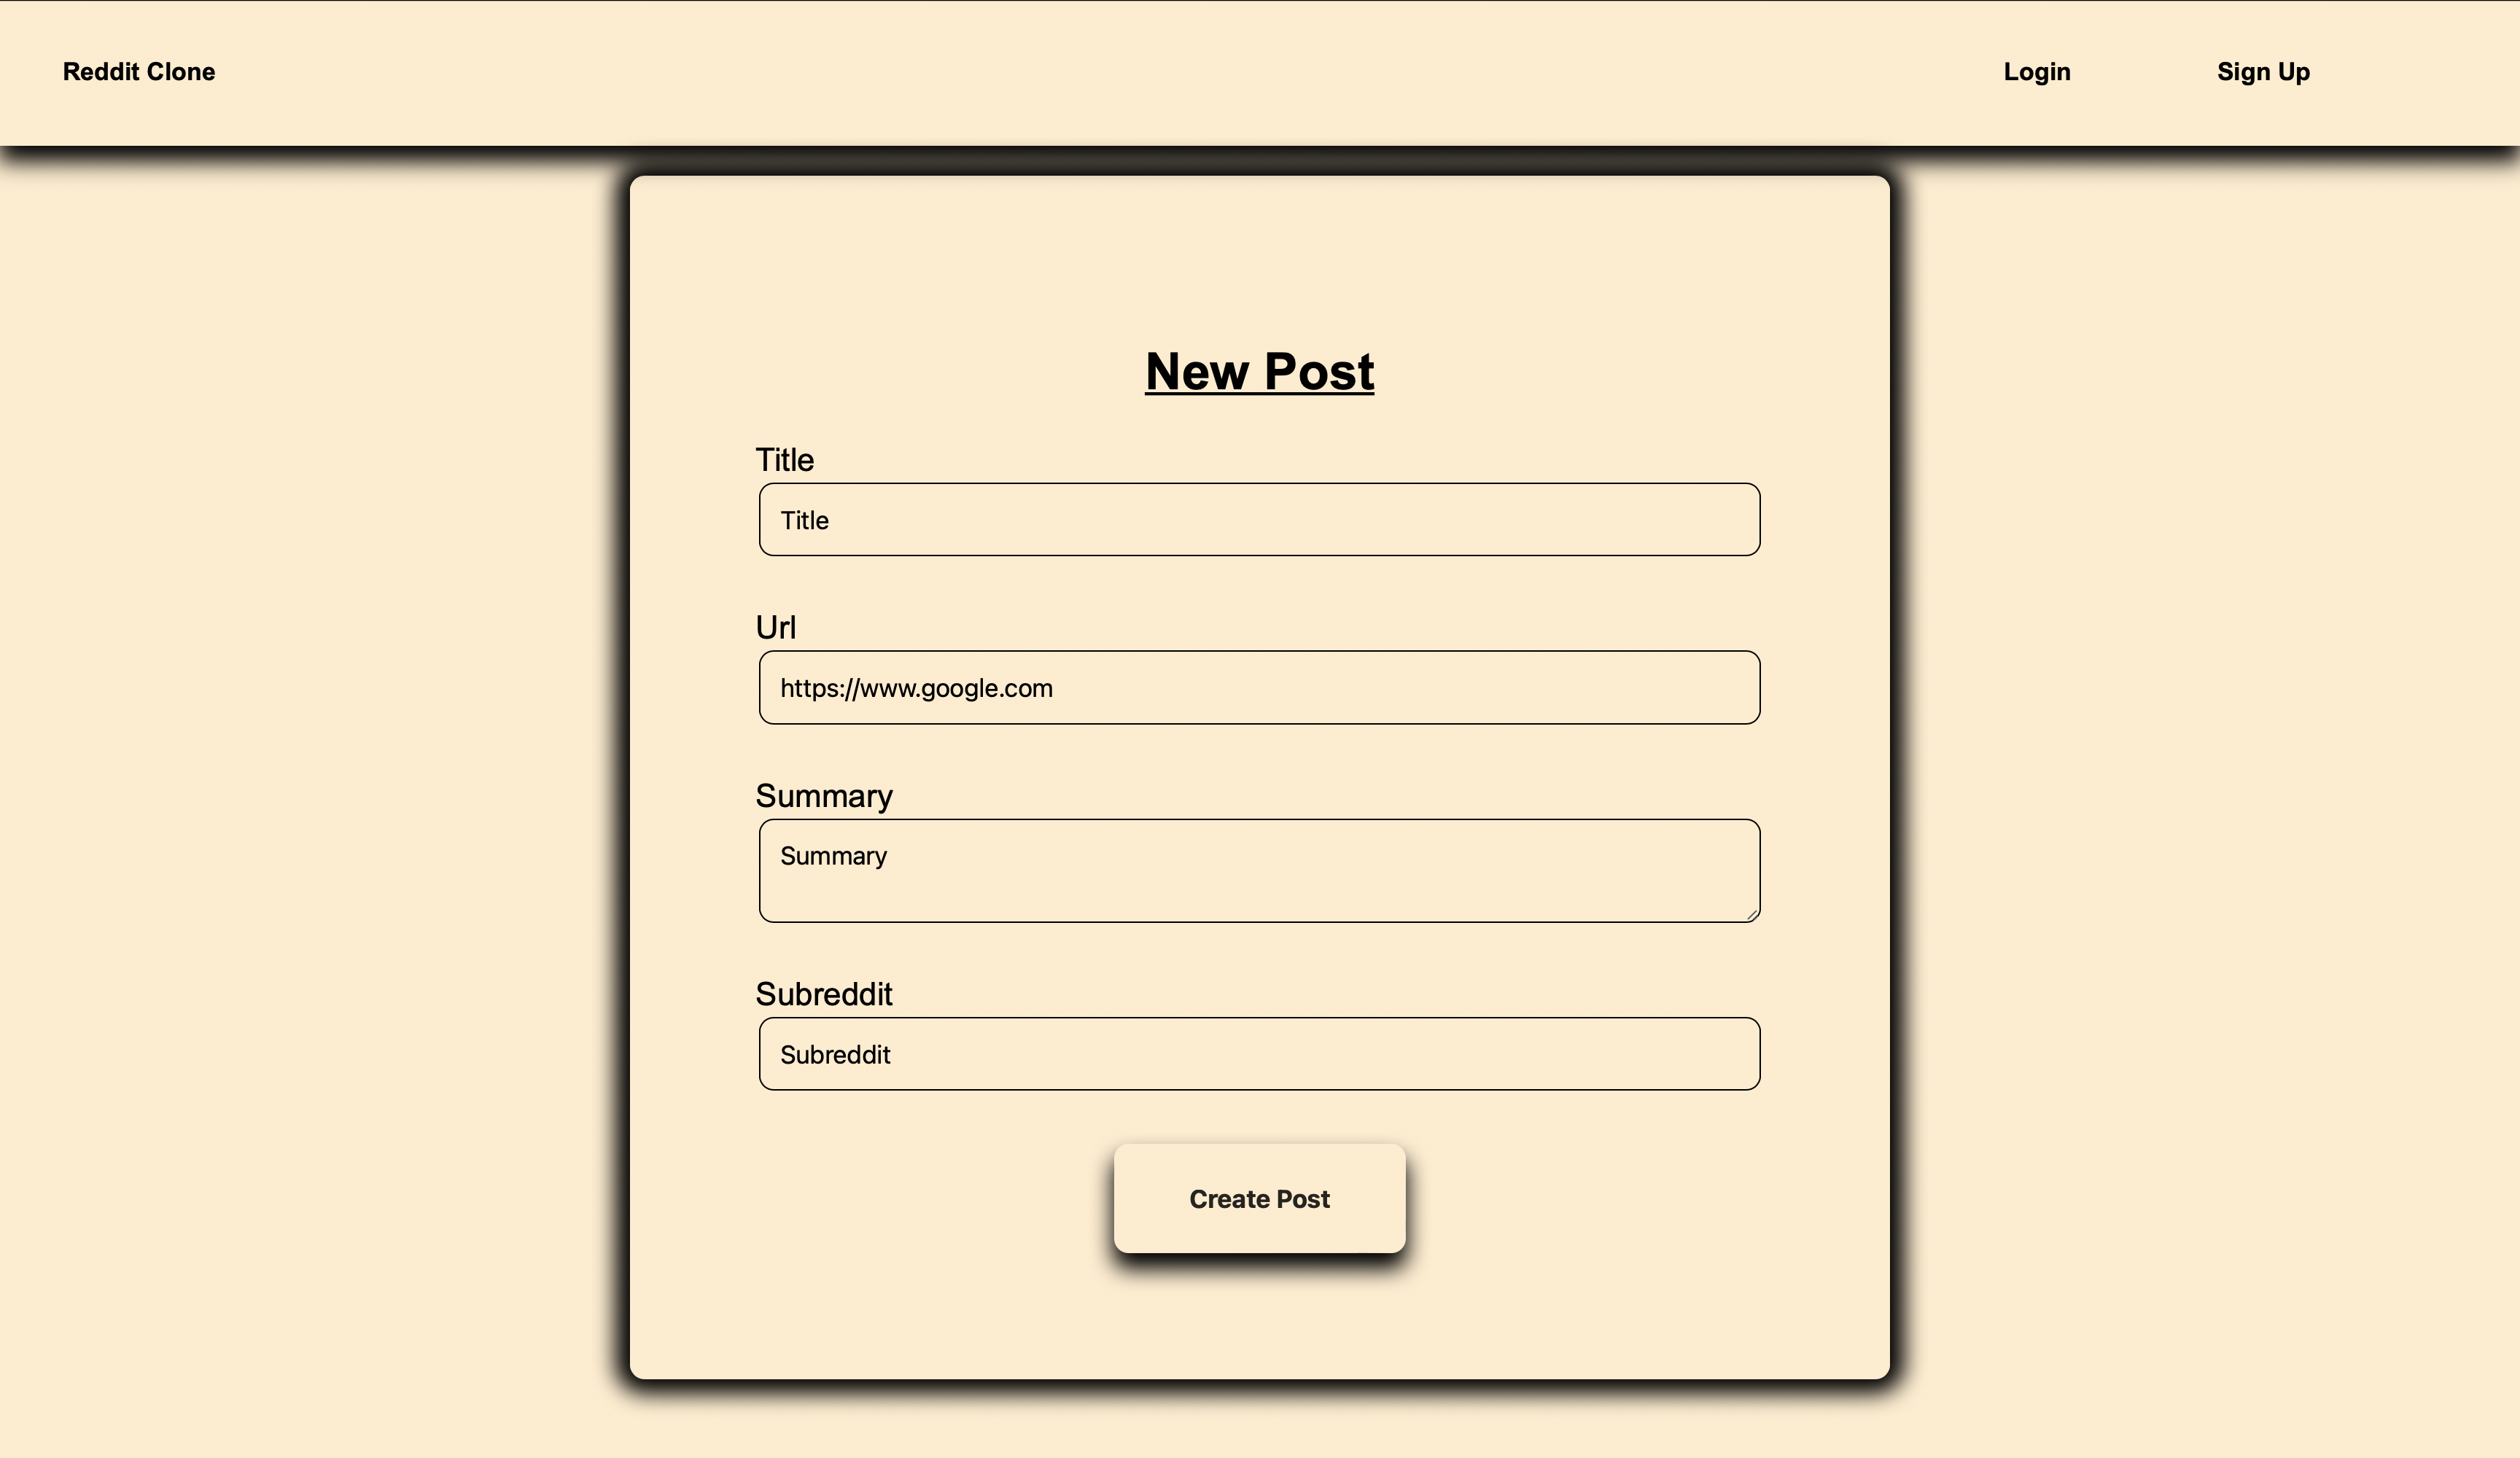 Reddit Clone
Login
Sign Up
New Post
Title
Title
Url
https://www.google.com
Summary
Summary
Subreddit
Subreddit
Create Post